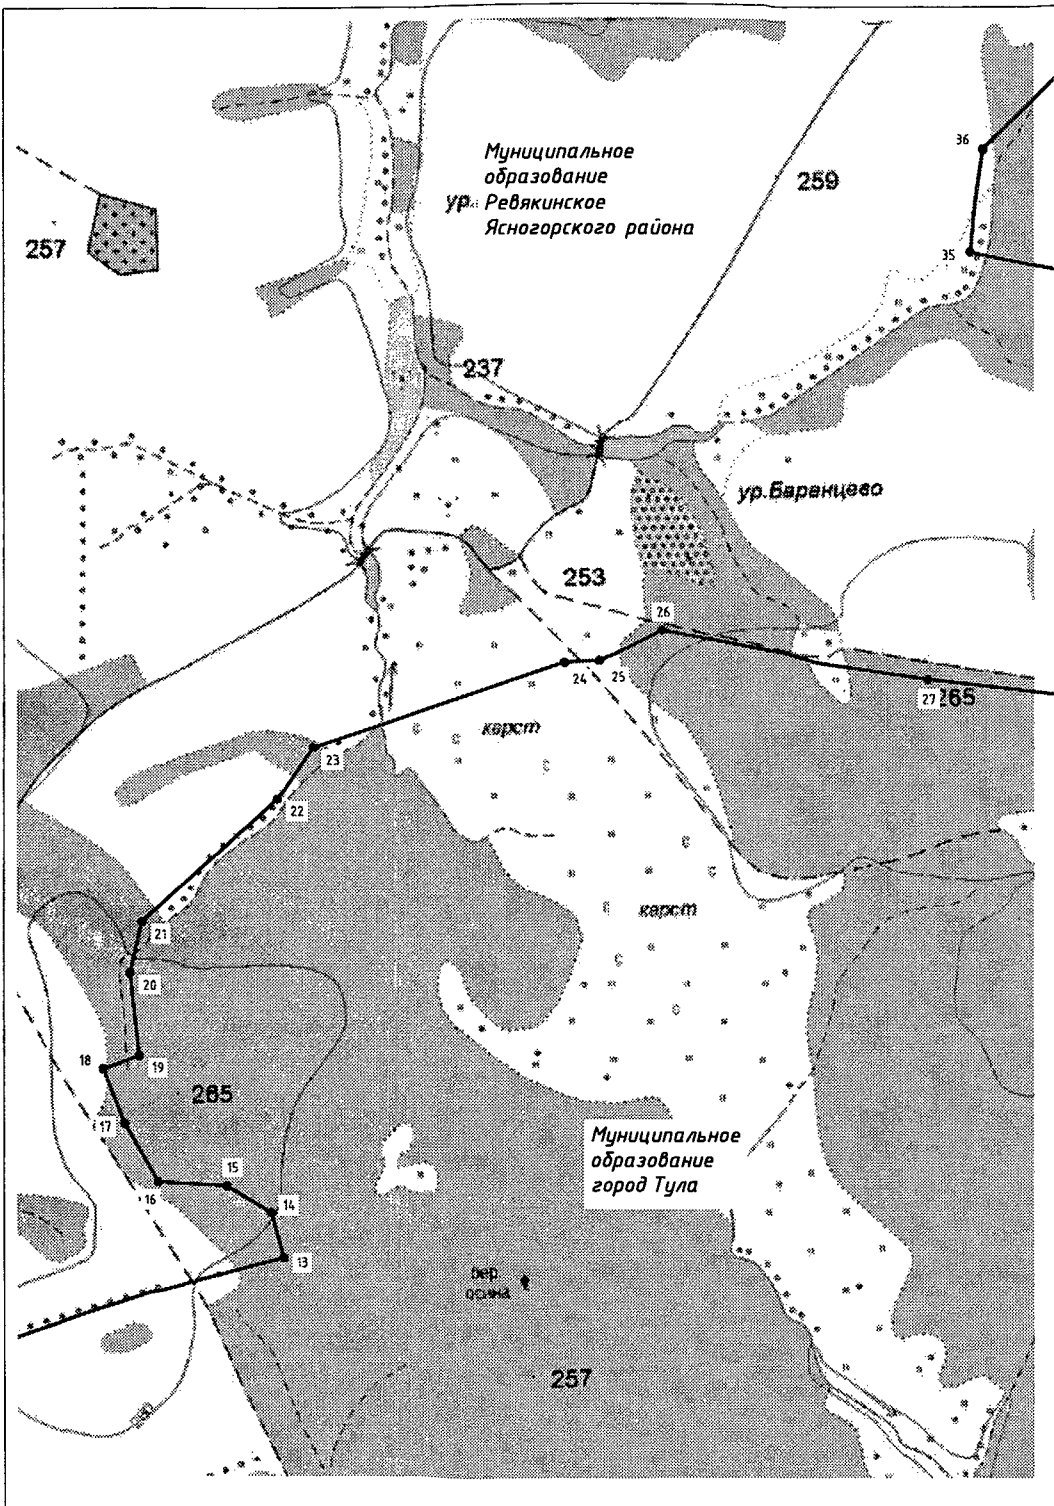 Муниципальное
образование
ур. Ревякинское
Ясногорского района
259
36
35
257
237
ур. Баранцево
253
26
24
25
27
265
карст
23
22
карст
21
20
19
18
265
17
Муниципальное
образование
город Тула
15
16
14
13
бер.
осина
257